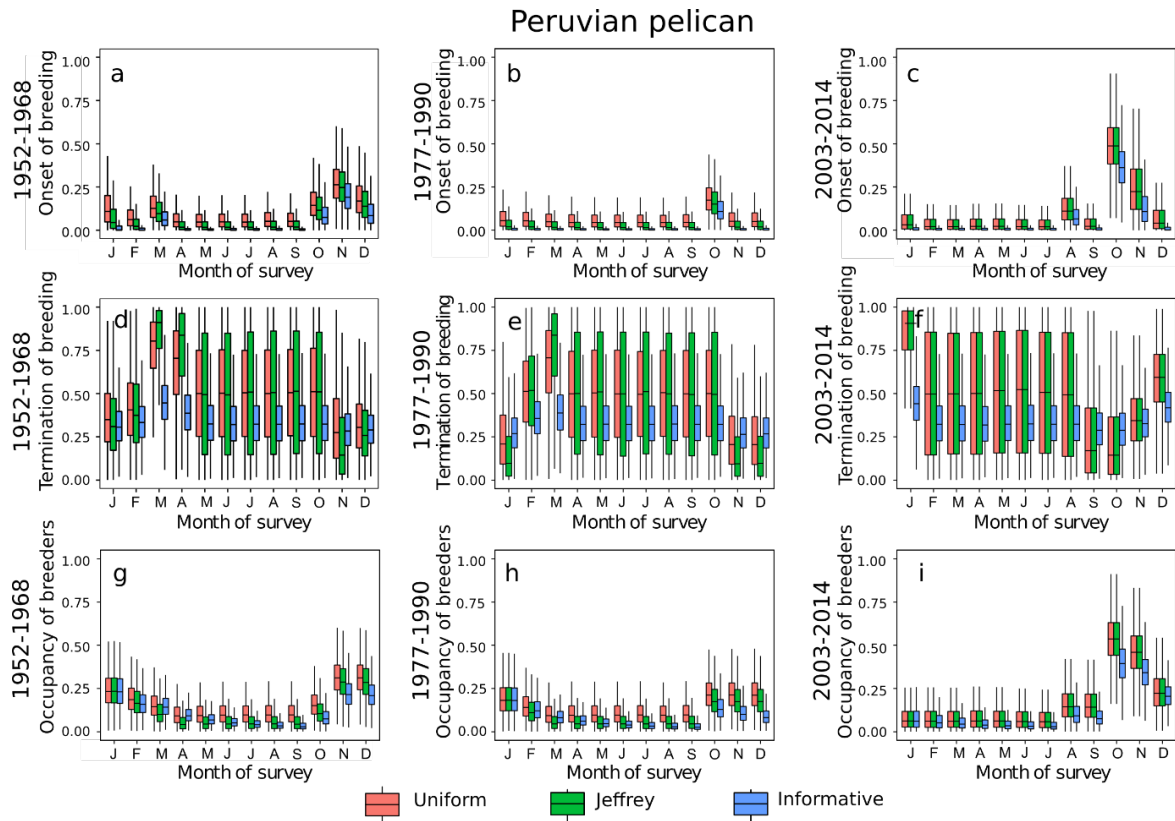 Peruvian pelican
1952-1968
Onset of breeding
a
1.00
0.75
0.50
0.25
0.00
J F M A M J J A S O N D
Month of survey
1977-1990
Onset of breeding
b
1.00
0.75
0.50
0.25
0.00
J F M A M J J A S O N D
Month of survey
2003-2014
Onset of breeding
c
1.00
0.75
0.50
0.25
0.00
J F M A M J J A S O N D
Month of survey
1952-1968
Termination of breeding
d
1.00
0.75
0.50
0.25
0.00
J F M A M J J A S O N D
Month of survey
1977-1990
Termination of breeding
e
1.00
0.75
0.50
0.25
0.00
J F M A M J J A S O N D
Month of survey
2003-2014
Termination of breeding
f
1.00
0.75
0.50
0.25
0.00
J F M A M J J A S O N D
Month of survey
1952-1968
Occupancy of breeders
g
1.00
0.75
0.50
0.25
0.00
J F M A M J J A S O N D
Month of survey
1977-1990
Occupancy of breeders
h
1.00
0.75
0.50
0.25
0.00
J F M A M J J A S O N D
Month of survey
2003-2014
Occupancy of breeders
i
1.00
0.75
0.50
0.25
0.00
J F M A M J J A S O N D
Month of survey
Uniform Jeffrey Informative